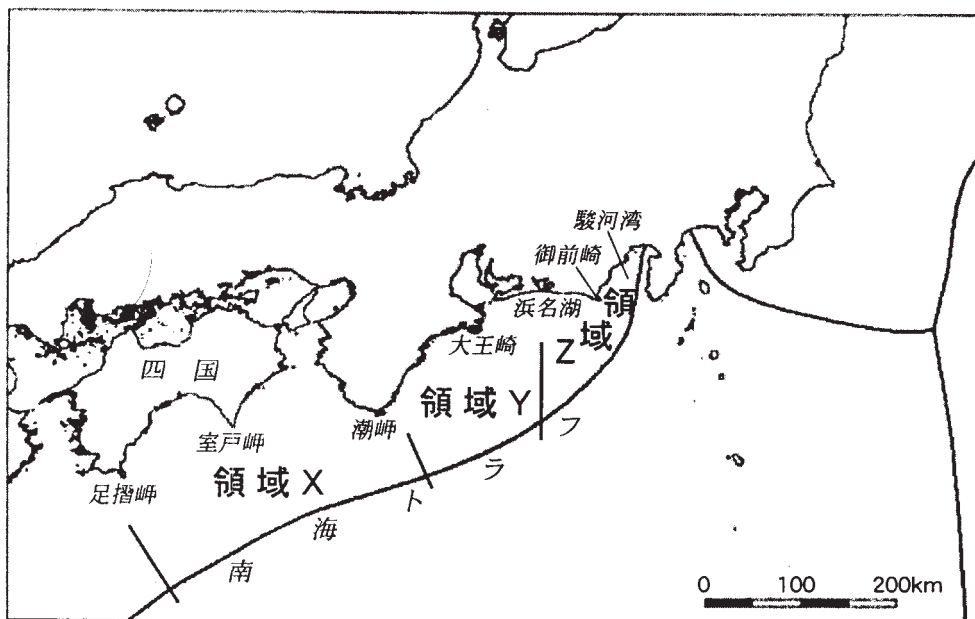 駿河湾
御前崎
浜名湖
領域Z
大王崎
四国
領域Y
潮岬
室戸岬
領域X
足摺岬
南海トラフ
0 100 200km